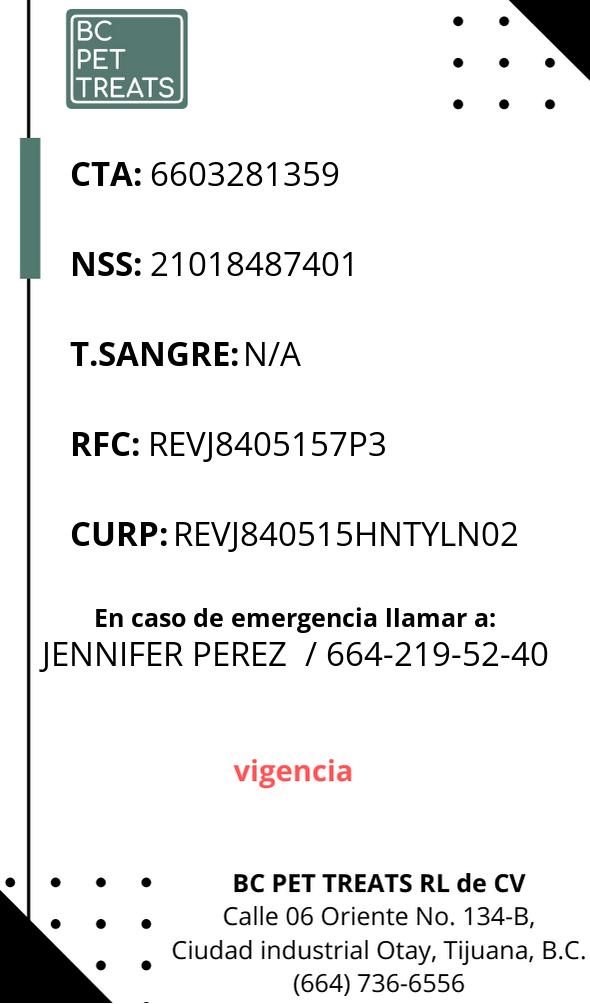 BC
PET
TREATS
CTA: 6603281359
NSS: 21018487401
T.SANGRE: N/A
RFC: REVJ8405157P3
CURP: REVJ840515HNTYLN02
En caso de emergencia llamar a:
JENNIFER PEREZ / 664-219-52-40
vigencia
BC PET TREATS RL de CV
Calle 06 Oriente No. 134-B,
Ciudad industrial Otay, Tijuana, B.C.
(664) 736-6556